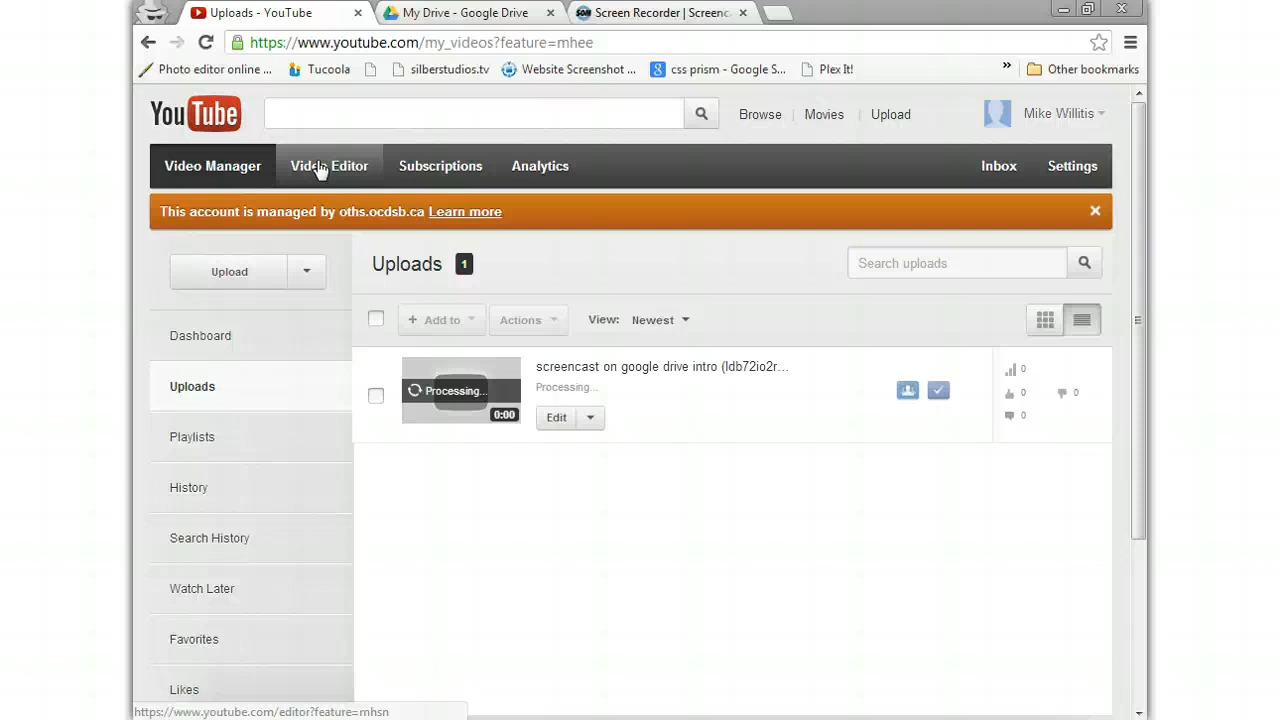 Uploads - YouTube
My Drive - Google Drive
Screen Recorder | Screenc
https://www.youtube.com/my_videos?feature=mhee
Photo editor online ...
Tucoola
silberstudios.tv
Website Screenshot ...
css prism - Google S...
Plex It!
»
Other bookmarks
YouTube
Browse
Movies
Upload
Mike Willitis
Video Manager
Video Editor
Subscriptions
Analytics
Inbox
Settings
This account is managed by oths.ocdsb.ca Learn more
Upload
Uploads 1
Search uploads
+ Add to
Actions
View:
Newest
Dashboard
Uploads
Playlists
History
Search History
Watch Later
Favorites
Likes
Processing...
0:00
screencast on google drive intro (ldb72io2r...
Processing...
Edit
0
0
0
0
https://www.youtube.com/editor?feature=mhsn